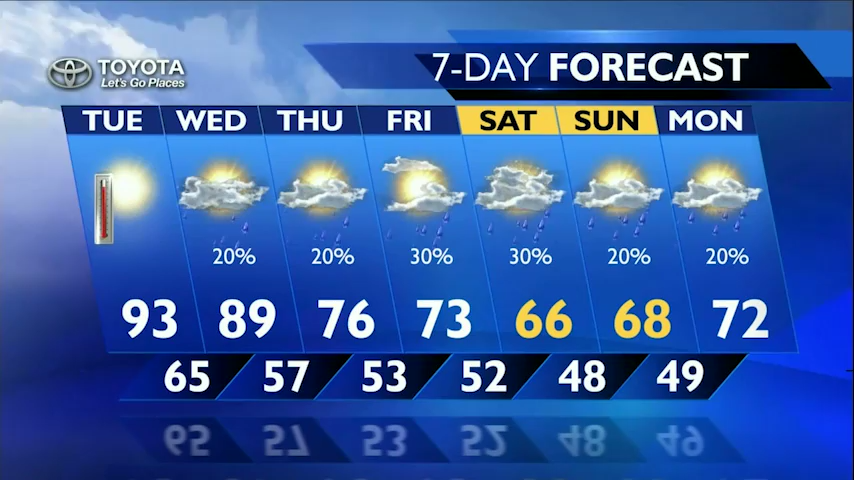 TOYOTA
Let's Go Places
7-DAY FORECAST
TUE WED THU FRI SAT SUN MON
20% 20% 30% 30% 20% 20%
93 89 76 73 66 68 72
65 57 53 52 48 49